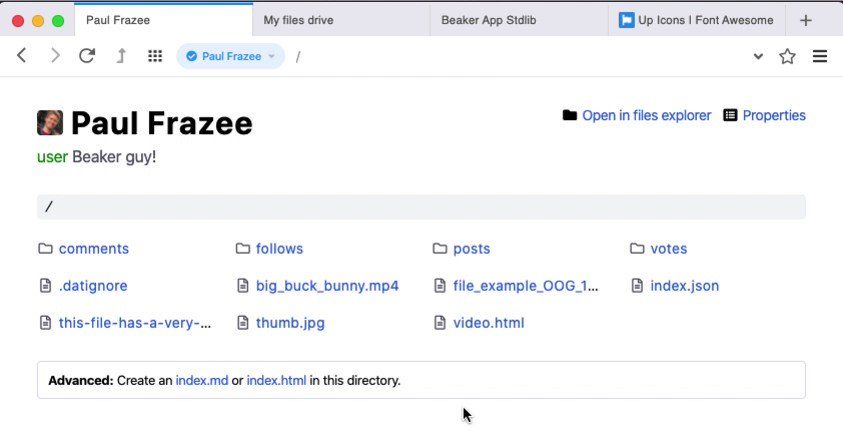 Paul Frazee My files drive Beaker App Stdlib Up Icons | Font Awesome
Paul Frazee /
Paul Frazee Open in files explorer Properties
user Beaker guy!
/
comments follows posts votes
.datignore big_buck_bunny.mp4 file_example_OOG_1... index.json
this-file-has-a-very-... thumb.jpg video.html
Advanced: Create an index.md or index.html in this directory.